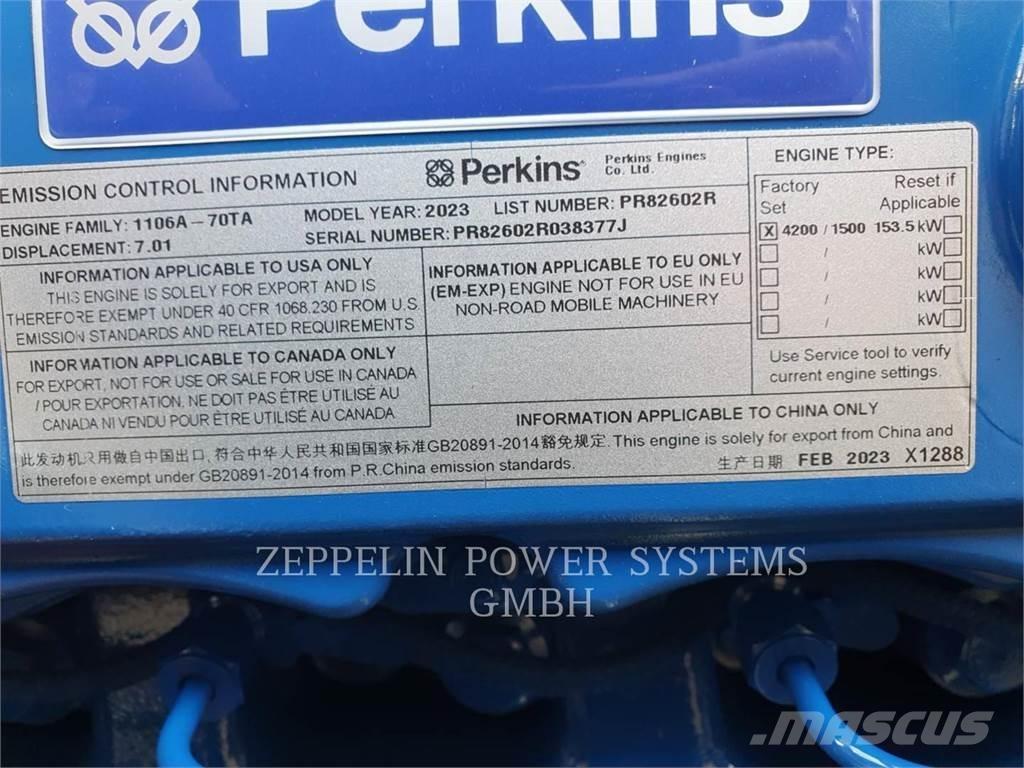 Perkins
EMISSION CONTROL INFORMATION
Perkins
Perkins Engines
Co. Ltd.
ENGINE FAMILY: 1106A-70TA
MODEL YEAR: 2023 LIST NUMBER: PR82602R
DISPLACEMENT: 7.01
SERIAL NUMBER: PR82602R038377J
ENGINE TYPE:
Factory Reset if
Set Applicable
X 4200 / 1500 153.5 kW
/ kW
/ kW
/ kW
/ kW
Use Service tool to verify
current engine settings.
INFORMATION APPLICABLE TO USA ONLY
THIS ENGINE IS SOLELY FOR EXPORT AND IS
THEREFORE EXEMPT UNDER 40 CFR 1068.230 FROM U.S.
EMISSION STANDARDS AND RELATED REQUIREMENTS
INFORMATION APPLICABLE TO EU ONLY
(EM-EXP) ENGINE NOT FOR USE IN EU
NON-ROAD MOBILE MACHINERY
INFORMATION APPLICABLE TO CANADA ONLY
FOR EXPORT, NOT FOR USE OR SALE FOR USE IN CANADA
/ POUR EXPORTATION, NE DOIT PAS ÊTRE UTILISÉ AU
CANADA NI VENDU POUR ÊTRE UTILISÉ AU CANADA
INFORMATION APPLICABLE TO CHINA ONLY
此发动机只用做自中国出口, 符合中华人民共和国国家标准GB20891-2014豁免规定. This engine is solely for export from China and
is therefore exempt under GB20891-2014 from P.R.China emission standards.
生产日期 FEB 2023 X1288
ZEPPELIN POWER SYSTEMS
GMBH
MASCUS